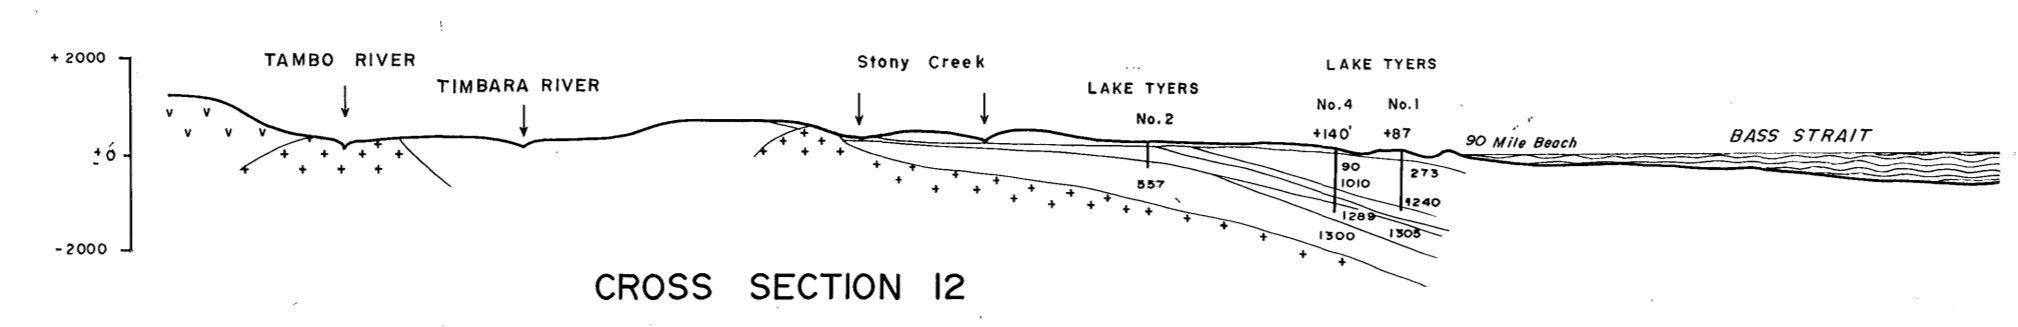 + 2000
TAMBO RIVER
TIMBARA RIVER
Stony Creek
LAKE TYERS
No.2
LAKE TYERS
No.4 No.1
+140' +87
90 Mile Beach
BASS STRAIT
± 0
90
1010
273
557
1240
1289
1300
1305
-2000
CROSS SECTION 12